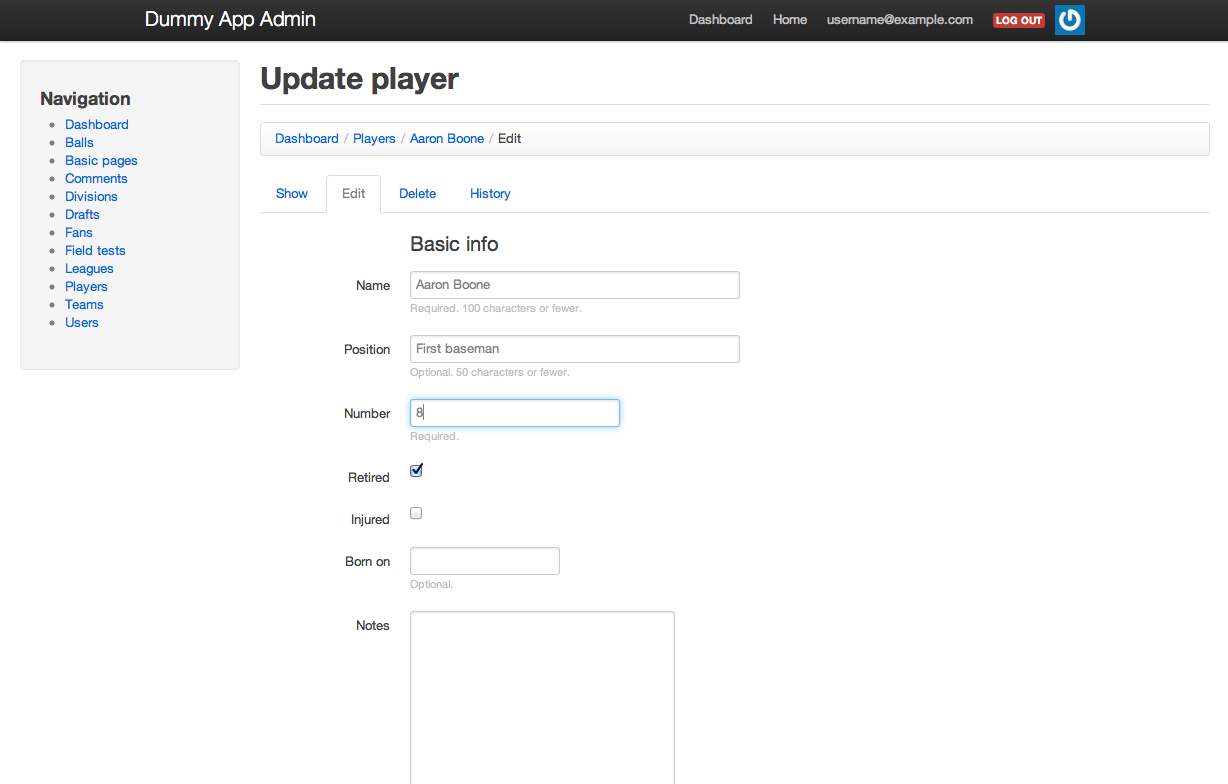 Dummy App Admin
Dashboard Home username@example.com LOG OUT
Navigation
Dashboard
Balls
Basic pages
Comments
Divisions
Drafts
Fans
Field tests
Leagues
Players
Teams
Users
Update player
Dashboard / Players / Aaron Boone / Edit
Show Edit Delete History
Basic info
Name Aaron Boone
Required. 100 characters or fewer.
Position First baseman
Optional. 50 characters or fewer.
Number 8
Required.
Retired
Injured
Born on
Optional.
Notes